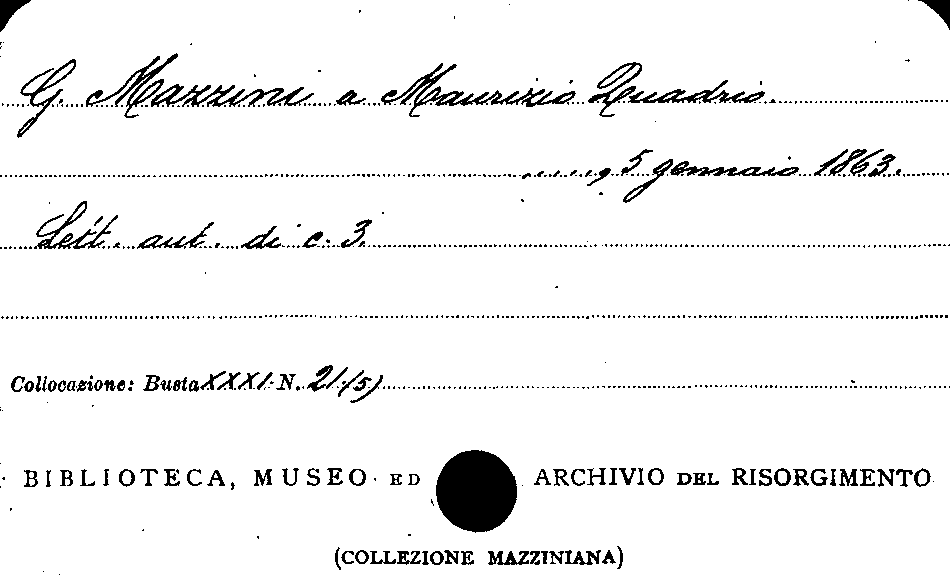 G. Mazzini a Maurizio Quadrio.
....., 5 gennaio 1863.
Lett. aut. di c. 3.
Collocazione: Busta XXXI N. 21/(5)
BIBLIOTECA, MUSEO ED ARCHIVIO DEL RISORGIMENTO
(COLLEZIONE MAZZINIANA)